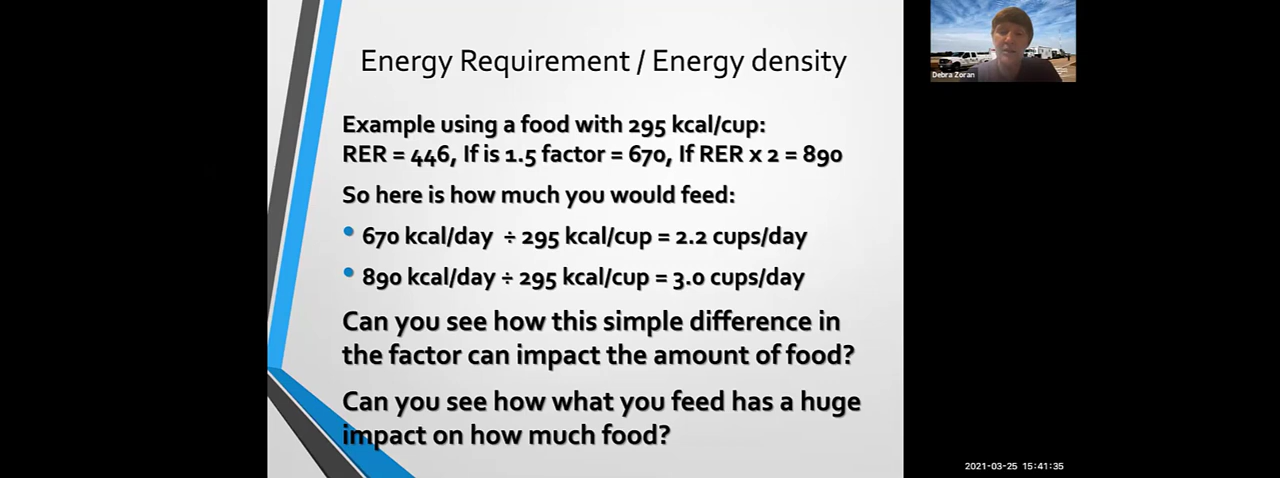 Energy Requirement / Energy density
Example using a food with 295 kcal/cup:
RER = 446, If is 1.5 factor = 670, If RER x 2 = 890
So here is how much you would feed:
• 670 kcal/day ÷ 295 kcal/cup = 2.2 cups/day
• 890 kcal/day ÷ 295 kcal/cup = 3.0 cups/day
Can you see how this simple difference in
the factor can impact the amount of food?
Can you see how what you feed has a huge
impact on how much food?
Debra Zoran
2021-03-25 15:41:35